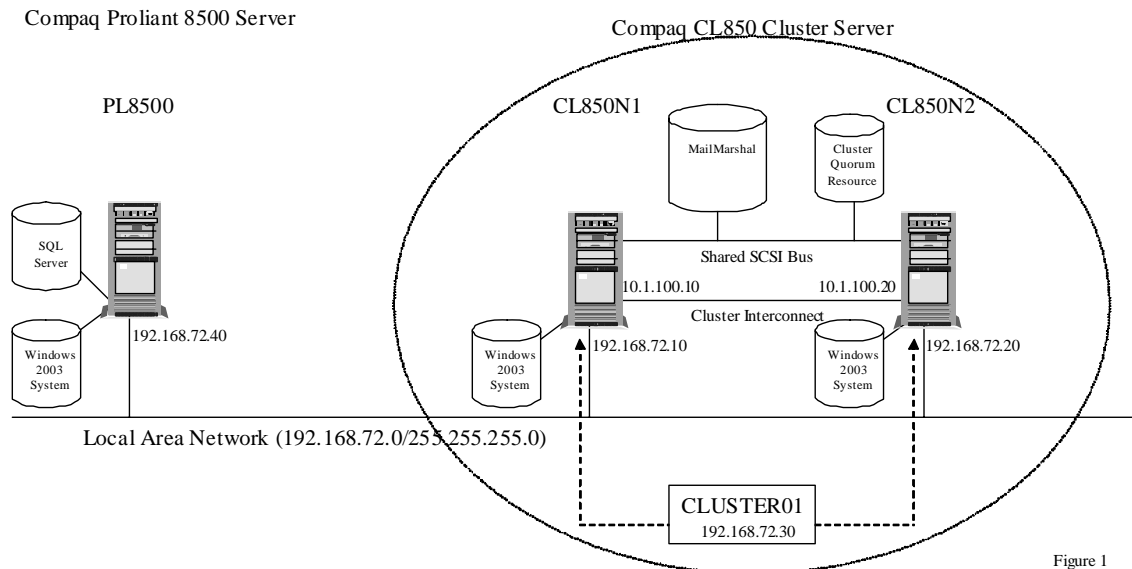 Compaq Proliant 8500 Server
Compaq CL850 Cluster Server
PL8500
CL850N1
CL850N2
MailMarshal
Cluster
Quorum
Resource
SQL
Server
Shared SCSI Bus
10.1.100.10
10.1.100.20
Cluster Interconnect
192.168.72.40
192.168.72.10
192.168.72.20
Windows
2003
System
Windows
2003
System
Windows
2003
System
Local Area Network (192.168.72.0/255.255.255.0)
CLUSTER01
192.168.72.30
Figure 1